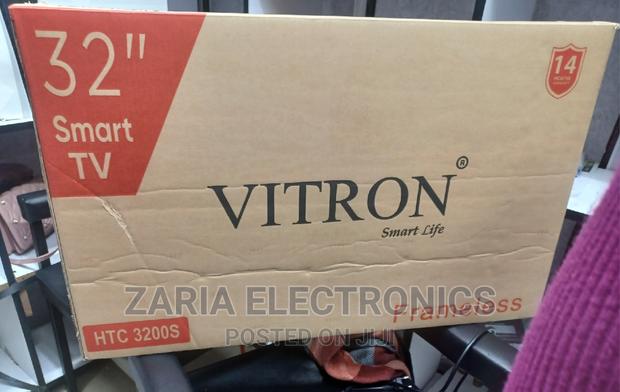 32"
Smart
TV
14
VITRON®
Smart Life
ZARIA ELECTRONICS
Frameless
HTC 3200S
POSTED ON JIJI